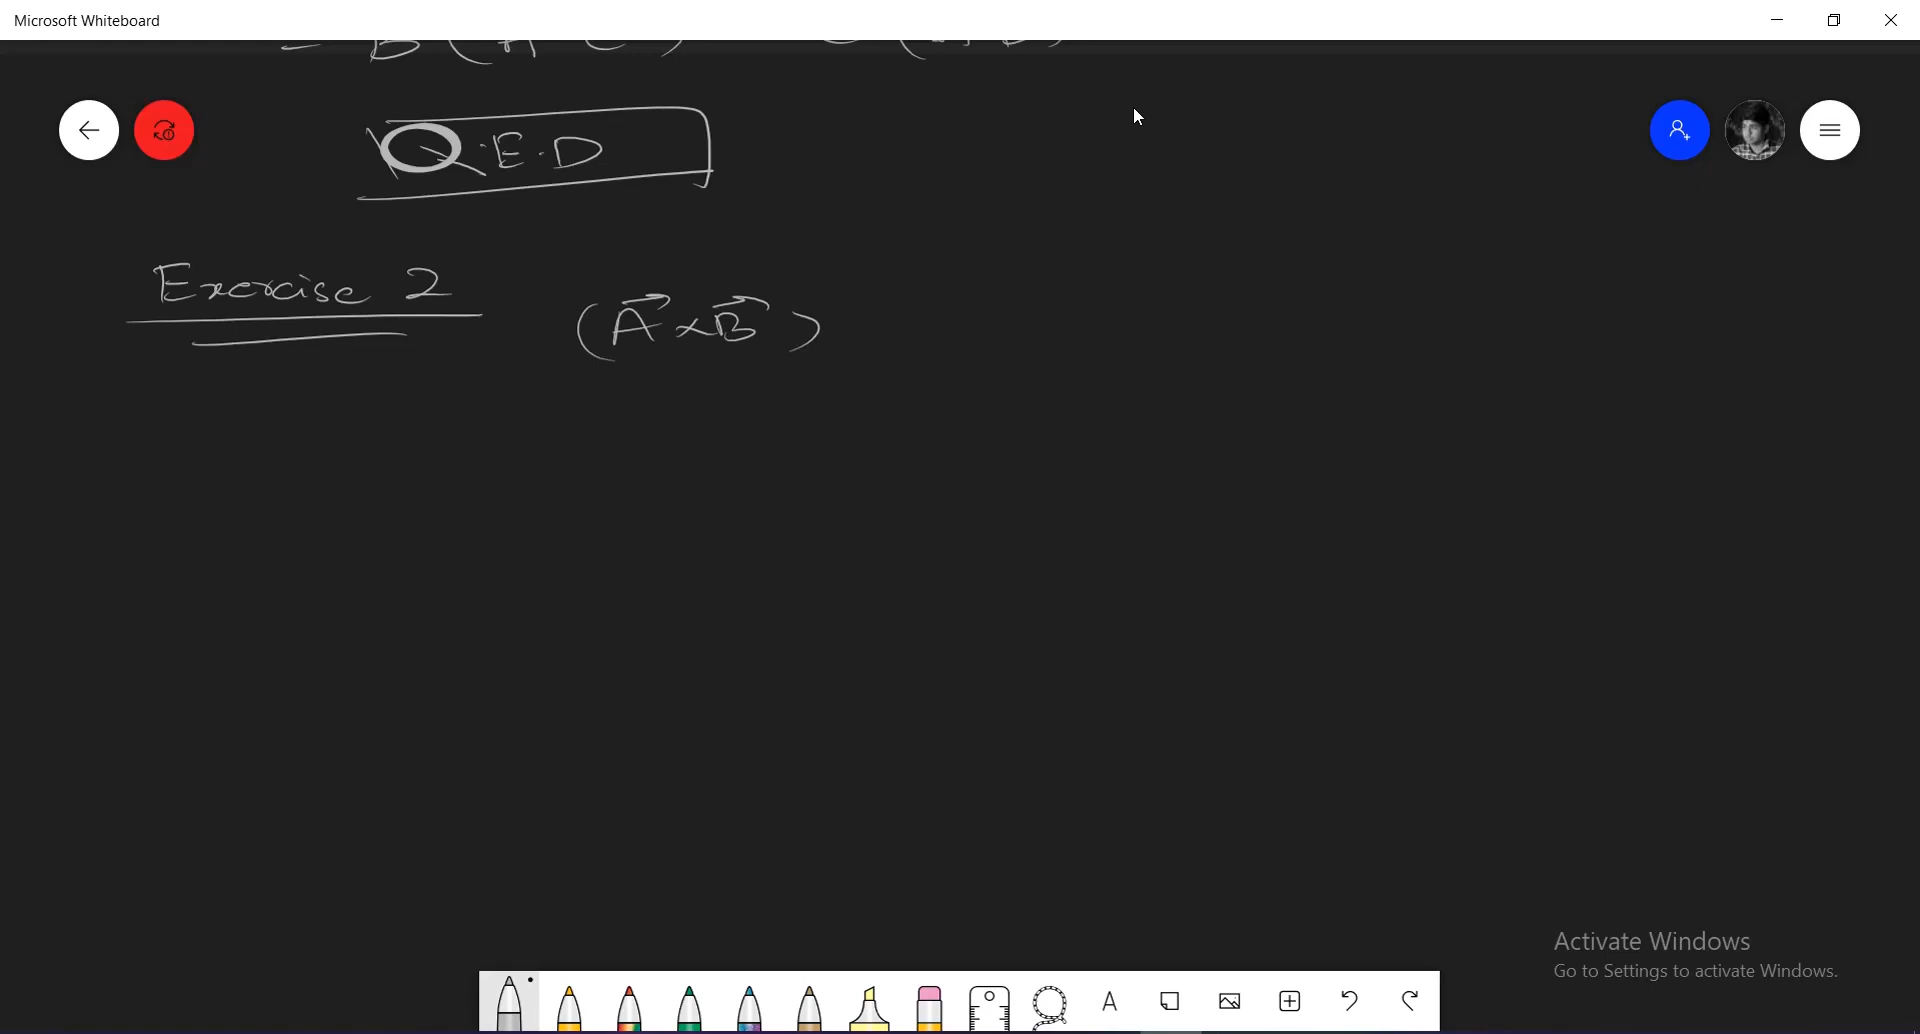 Microsoft Whiteboard
Q.E.D
Exercise 2
(A⃗ × B⃗ )
A
Activate Windows
Go to Settings to activate Windows.